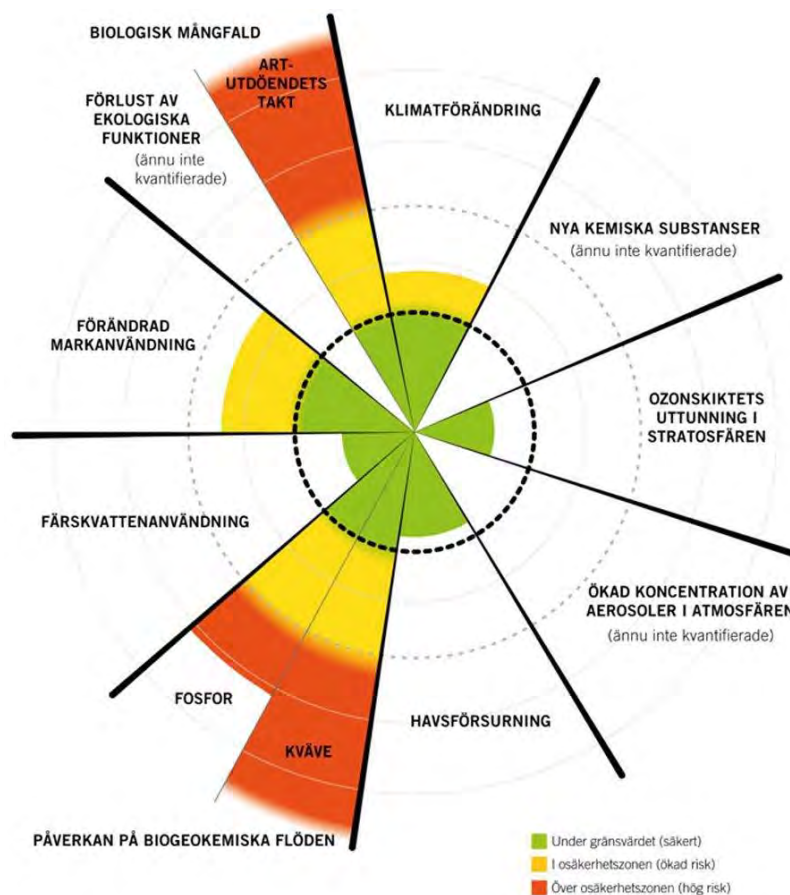 BIOLOGISK MÅNGFALD
ART-
UTDÖENDETS
TAKT
FÖRLUST AV
EKOLOGISKA
FUNKTIONER
(ännu inte
kvantifierade)
KLIMATFÖRÄNDRING
NYA KEMISKA SUBSTANSER
(ännu inte kvantifierade)
FÖRÄNDRAD
MARKANVÄNDNING
OZONSKIKTETS
UTTUNNING I
STRATOSFÄREN
FÄRSKVATTENANVÄNDNING
ÖKAD KONCENTRATION AV
AEROSOLER I ATMOSFÄREN
(ännu inte kvantifierade)
FOSFOR
HAVSFÖRSURNING
KVÄVE
PÅVERKAN PÅ BIOGEOKEMISKA FLÖDEN
Under gränsvärdet (säkert)
I osäkerhetszonen (ökad risk)
Över osäkerhetszonen (hög risk)